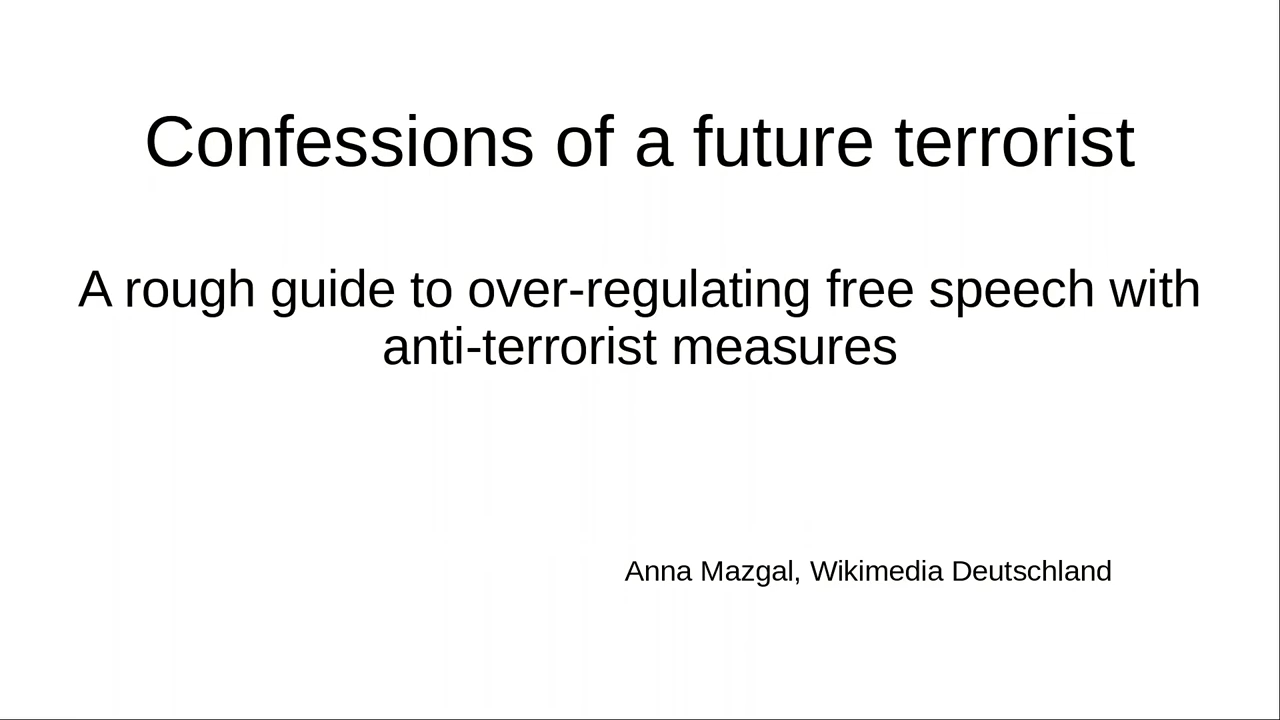 Confessions of a future terrorist
A rough guide to over-regulating free speech with
anti-terrorist measures
Anna Mazgal, Wikimedia Deutschland